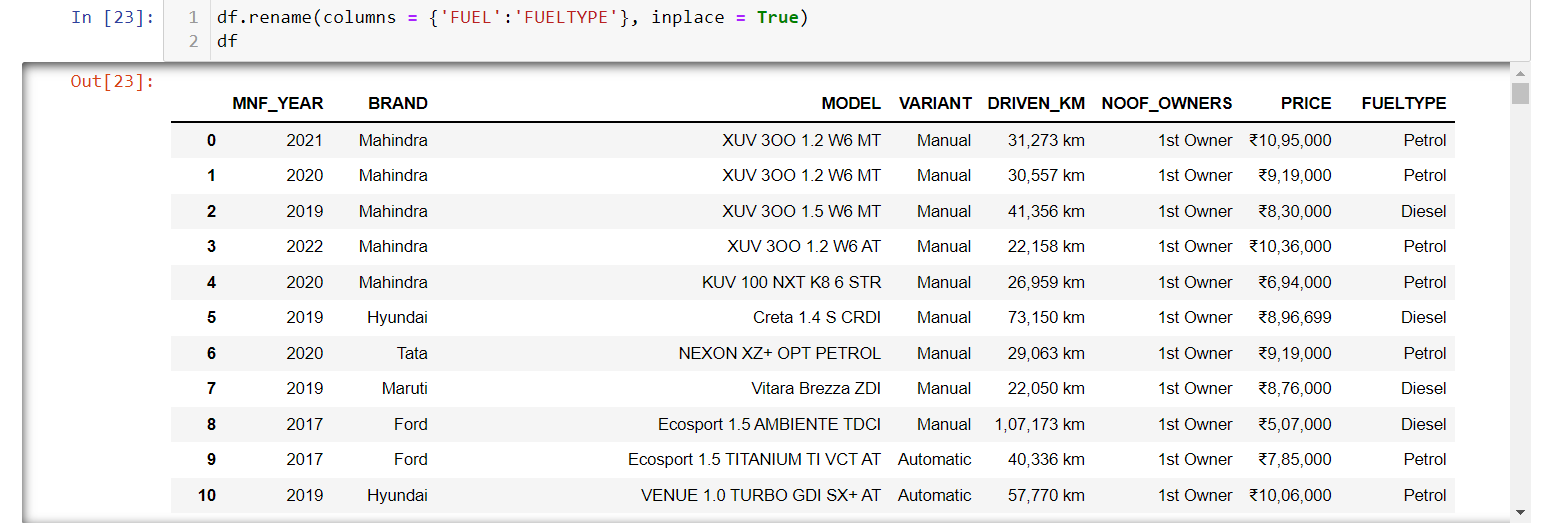 In [23]: 1 df.rename(columns = {'FUEL':'FUELTYPE'}, inplace = True)
2 df
Out[23]:
MNF_YEAR BRAND MODEL VARIANT DRIVEN_KM NOOF_OWNERS PRICE FUELTYPE
0 2021 Mahindra XUV 3OO 1.2 W6 MT Manual 31,273 km 1st Owner ₹10,95,000 Petrol
1 2020 Mahindra XUV 3OO 1.2 W6 MT Manual 30,557 km 1st Owner ₹9,19,000 Petrol
2 2019 Mahindra XUV 3OO 1.5 W6 MT Manual 41,356 km 1st Owner ₹8,30,000 Diesel
3 2022 Mahindra XUV 3OO 1.2 W6 AT Manual 22,158 km 1st Owner ₹10,36,000 Petrol
4 2020 Mahindra KUV 100 NXT K8 6 STR Manual 26,959 km 1st Owner ₹6,94,000 Petrol
5 2019 Hyundai Creta 1.4 S CRDI Manual 73,150 km 1st Owner ₹8,96,699 Diesel
6 2020 Tata NEXON XZ+ OPT PETROL Manual 29,063 km 1st Owner ₹9,19,000 Petrol
7 2019 Maruti Vitara Brezza ZDI Manual 22,050 km 1st Owner ₹8,76,000 Diesel
8 2017 Ford Ecosport 1.5 AMBIENTE TDCI Manual 1,07,173 km 1st Owner ₹5,07,000 Diesel
9 2017 Ford Ecosport 1.5 TITANIUM TI VCT AT Automatic 40,336 km 1st Owner ₹7,85,000 Petrol
10 2019 Hyundai VENUE 1.0 TURBO GDI SX+ AT Automatic 57,770 km 1st Owner ₹10,06,000 Petrol